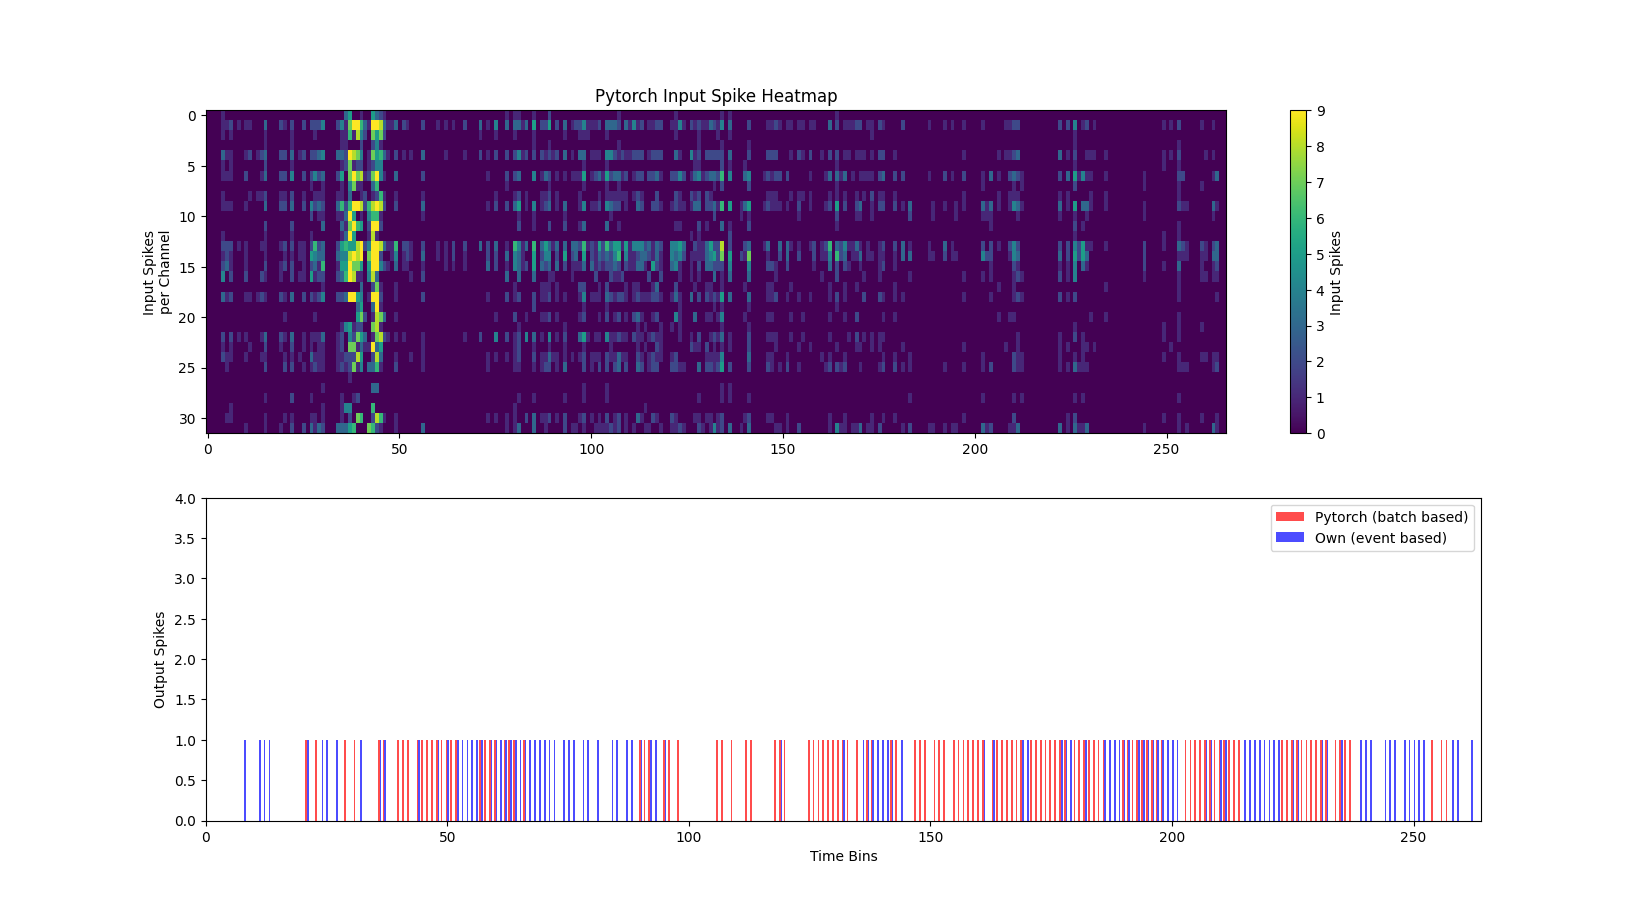 Pytorch Input Spike Heatmap
0
5
10
15
20
25
30
Input Spikes
per Channel
0 50 100 150 200 250
9
8
7
6
5
4
3
2
1
0
Input Spikes
4.0
3.5
3.0
2.5
2.0
1.5
1.0
0.5
0.0
Output Spikes
Pytorch (batch based)
Own (event based)
0 50 100 150 200 250
Time Bins